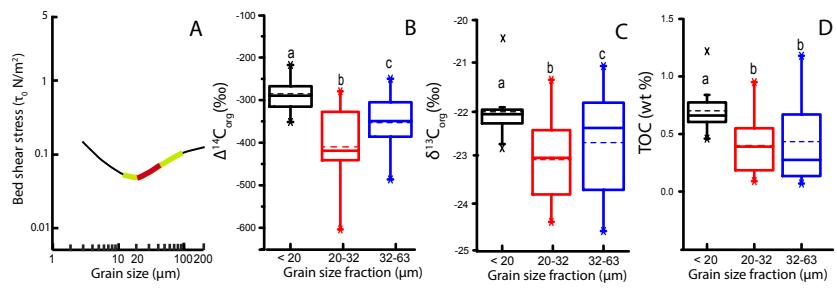 A
5
1
0.1
0.01
Bed shear stress (τ₀ N/m²)
1
10
20
100
200
Grain size (µm)
B
-100
-200
-300
-400
-500
-600
Δ¹⁴C_org (‰)
a
b
c
< 20
20-32
32-63
Grain size fraction (µm)
C
-20
-21
-22
-23
-24
-25
δ¹³C_org (‰)
a
b
c
< 20
20-32
32-63
Grain size fraction (µm)
D
1.5
1.0
0.5
0.0
TOC (wt %)
a
b
b
< 20
20-32
32-63
Grain size fraction (µm)